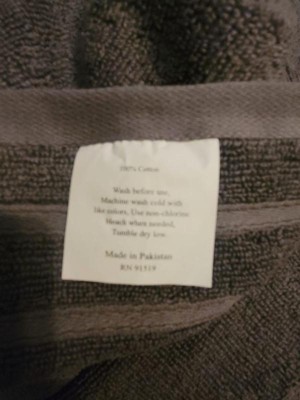 100% Cotton
Wash before use,
Machine wash cold with
like colors, Use non-chlorine
bleach when needed,
Tumble dry low
Made in Pakistan
RN 91519